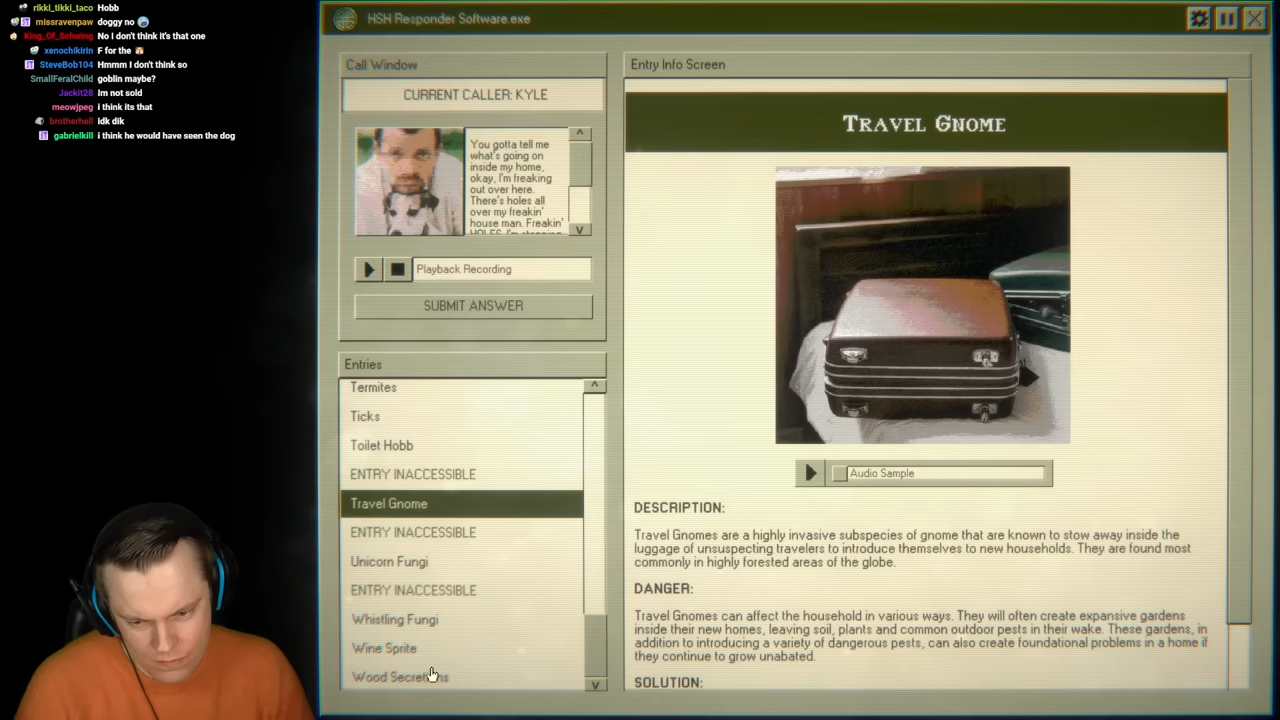 rikki_tikki_taco Hobb
missravenpaw doggy no
King_Of_Schwing No I don't think it's that one
xenochikirin F for the
SteveBob104 Hmmm I don't think so
SmallFeralChild goblin maybe?
Jackit28 Im not sold
meowjpeg i think its that
brotherhell idk dik
gabrielkill i think he would have seen the dog
HSH Responder Software.exe
Call Window
CURRENT CALLER: KYLE
You gotta tell me
what's going on
inside my home,
okay, I'm freaking
out over here.
There's holes all
over my freakin'
house man. Freakin'
Playback Recording
SUBMIT ANSWER
Entries
Termites
Ticks
Toilet Hobb
ENTRY INACCESSIBLE
Travel Gnome
ENTRY INACCESSIBLE
Unicorn Fungi
ENTRY INACCESSIBLE
Whistling Fungi
Wine Sprite
Wood Secretions
Entry Info Screen
Travel Gnome
Audio Sample
DESCRIPTION:
Travel Gnomes are a highly invasive subspecies of gnome that are known to stow away inside the
luggage of unsuspecting travelers to introduce themselves to new households. They are found most
commonly in highly forested areas of the globe.
DANGER:
Travel Gnomes can affect the household in various ways. They will often create expansive gardens
inside their new homes, leaving soil, plants and common outdoor pests in their wake. These gardens, in
addition to introducing a variety of dangerous pests, can also create foundational problems in a home if
they continue to grow unabated.
SOLUTION: